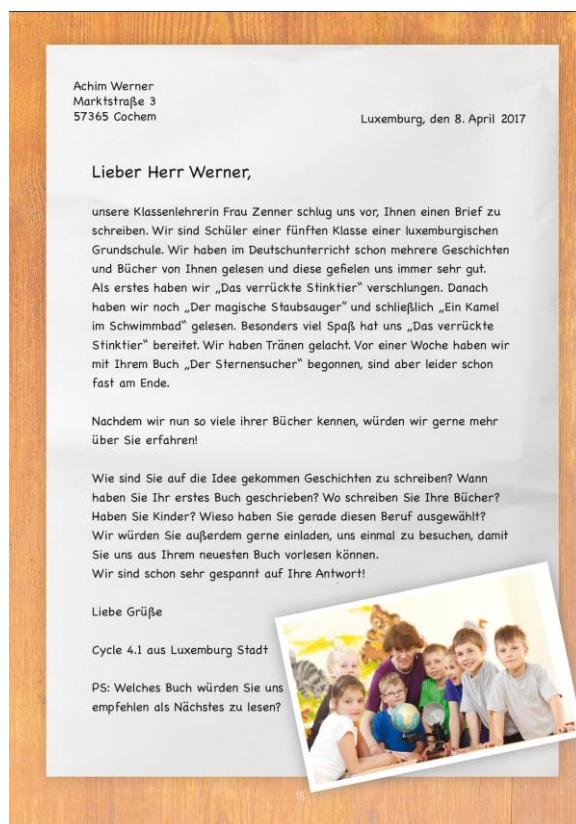 Achim Werner
Marktstraße 3
57365 Cochem
Luxemburg, den 8. April 2017
Lieber Herr Werner,
unsere Klassenlehrerin Frau Zenner schlug uns vor, Ihnen einen Brief zu
schreiben. Wir sind Schüler einer fünften Klasse einer luxemburgischen
Grundschule. Wir haben im Deutschunterricht schon mehrere Geschichten
und Bücher von Ihnen gelesen und diese gefielen uns immer sehr gut.
Als erstes haben wir „Das verrückte Stinktier“ verschlungen. Danach
haben wir noch „Der magische Staubsauger“ und schließlich „Ein Kamel
im Schwimmbad“ gelesen. Besonders viel Spaß hat uns „Das verrückte
Stinktier“ bereitet. Wir haben Tränen gelacht. Vor einer Woche haben wir
mit Ihrem Buch „Der Sternensucher“ begonnen, sind aber leider schon
fast am Ende.
Nachdem wir nun so viele ihrer Bücher kennen, würden wir gerne mehr
über Sie erfahren!
Wie sind Sie auf die Idee gekommen Geschichten zu schreiben? Wann
haben Sie Ihr erstes Buch geschrieben? Wo schreiben Sie Ihre Bücher?
Haben Sie Kinder? Wieso haben Sie gerade diesen Beruf ausgewählt?
Wir würden Sie außerdem gerne einladen, uns einmal zu besuchen, damit
Sie uns aus Ihrem neuesten Buch vorlesen können.
Wir sind schon sehr gespannt auf Ihre Antwort!
Liebe Grüße
Cycle 4.1 aus Luxemburg Stadt
PS: Welches Buch würden Sie uns
empfehlen als Nächstes zu lesen?
18